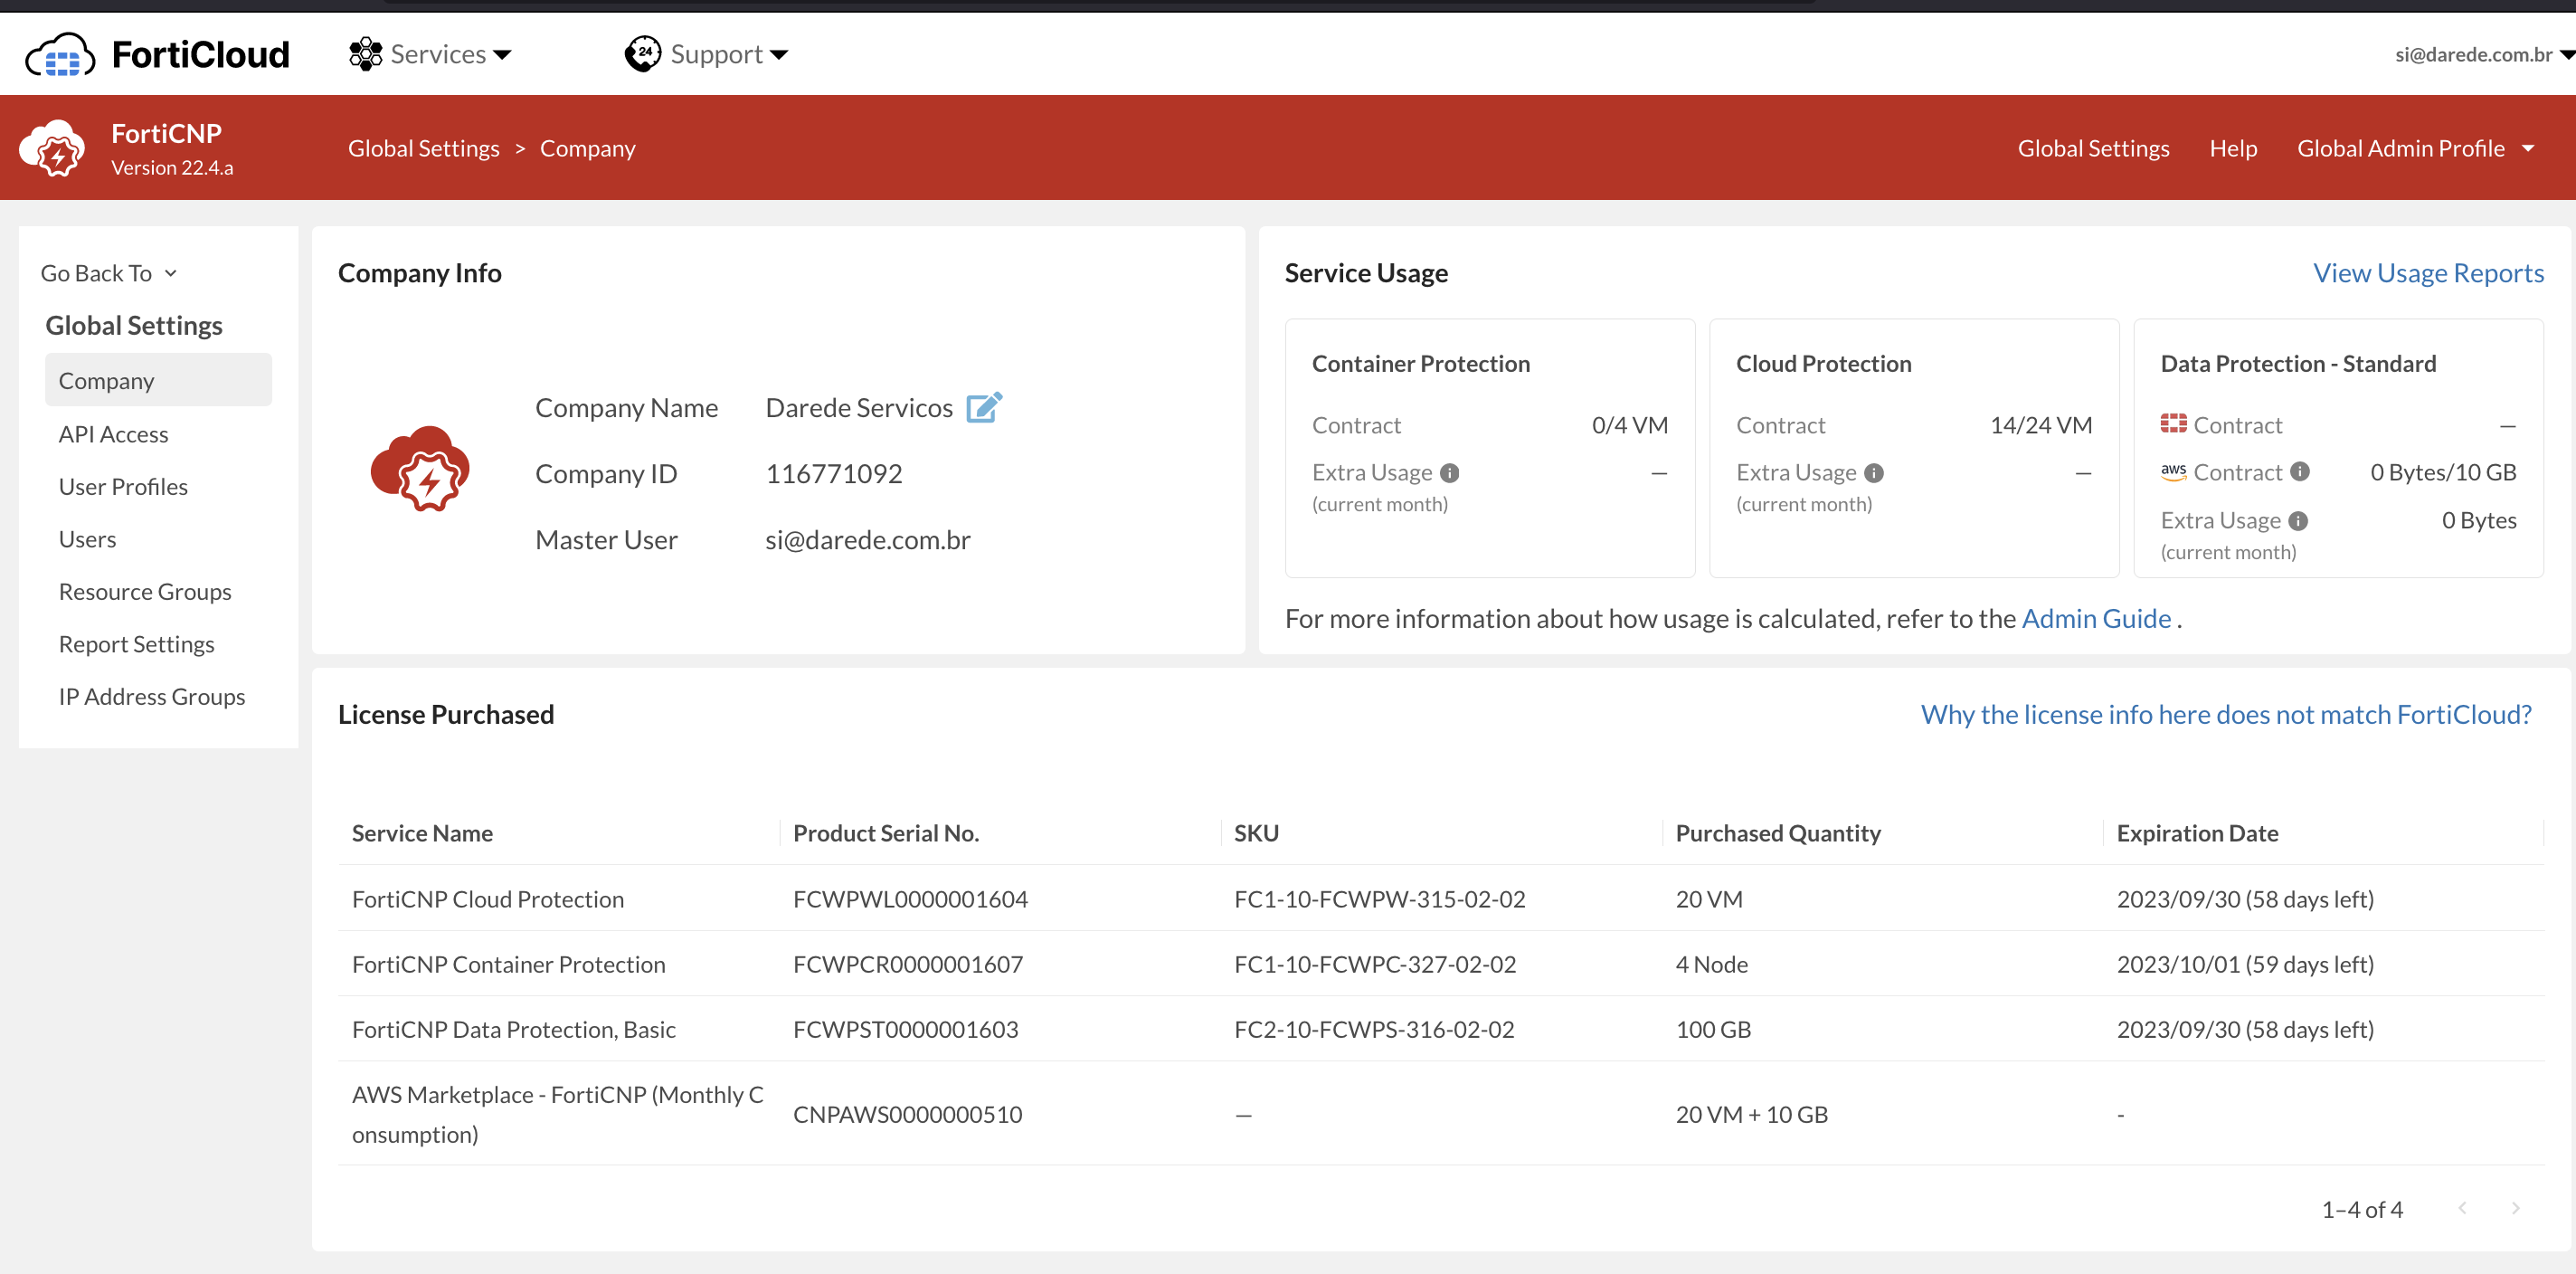 FortiCloud
Services
24
Support
si@darede.com.br
FortiCNP
Version 22.4.a
Global Settings > Company
Global Settings
Help
Global Admin Profile
Go Back To
Global Settings
Company
API Access
User Profiles
Users
Resource Groups
Report Settings
IP Address Groups
Company Info
Company Name Darede Servicos
Company ID 116771092
Master User si@darede.com.br
Service Usage
View Usage Reports
Container Protection
Contract 0/4 VM
Extra Usage —
(current month)
Cloud Protection
Contract 14/24 VM
Extra Usage —
(current month)
Data Protection - Standard
Contract —
aws Contract 0 Bytes/10 GB
Extra Usage 0 Bytes
(current month)
For more information about how usage is calculated, refer to the Admin Guide .
License Purchased
Why the license info here does not match FortiCloud?
Service Name Product Serial No. SKU Purchased Quantity Expiration Date
FortiCNP Cloud Protection FCWPWL0000001604 FC1-10-FCWPW-315-02-02 20 VM 2023/09/30 (58 days left)
FortiCNP Container Protection FCWPCR0000001607 FC1-10-FCWPC-327-02-02 4 Node 2023/10/01 (59 days left)
FortiCNP Data Protection, Basic FCWPST0000001603 FC2-10-FCWPS-316-02-02 100 GB 2023/09/30 (58 days left)
AWS Marketplace - FortiCNP (Monthly C
onsumption)
CNPAWS0000000510 — 20 VM + 10 GB -
1–4 of 4